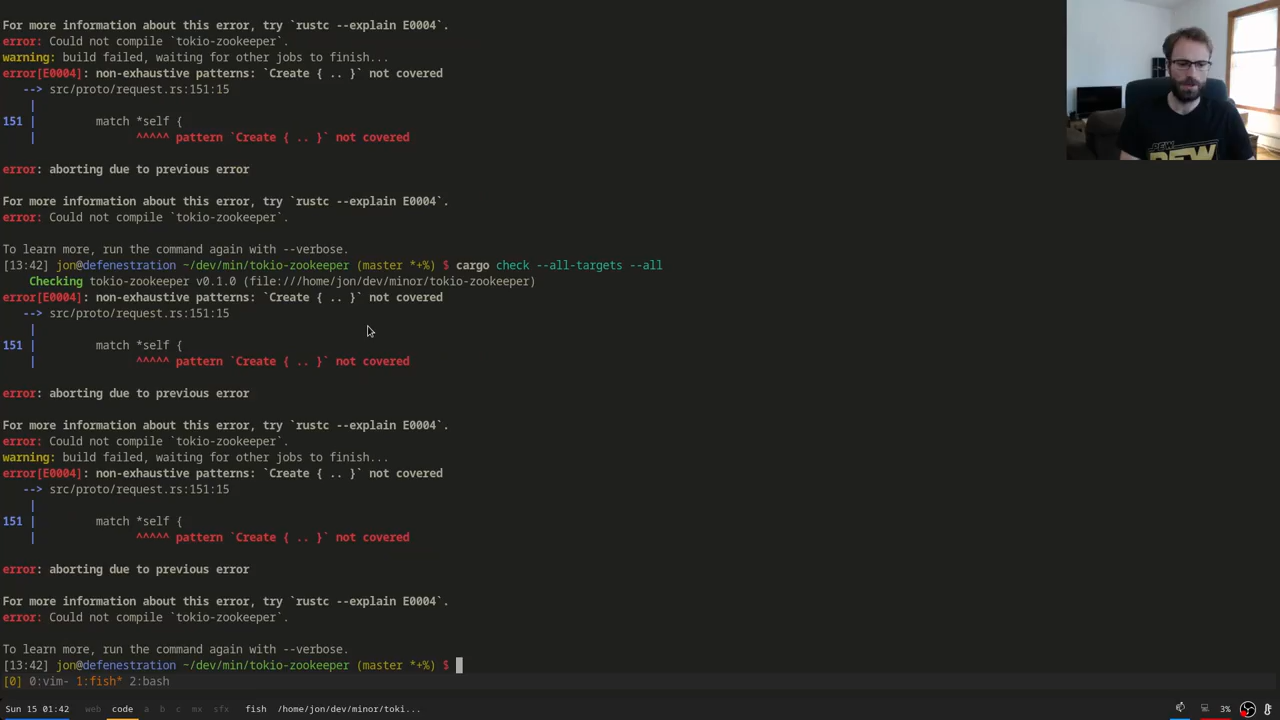 For more information about this error, try `rustc --explain E0004`.
error: Could not compile `tokio-zookeeper`.
warning: build failed, waiting for other jobs to finish...
error[E0004]: non-exhaustive patterns: `Create { .. }` not covered
--> src/proto/request.rs:151:15
|
151 | match *self {
| ^^^^^ pattern `Create { .. }` not covered
error: aborting due to previous error
For more information about this error, try `rustc --explain E0004`.
error: Could not compile `tokio-zookeeper`.
To learn more, run the command again with --verbose.
[13:42] jon@defenestration ~/dev/min/tokio-zookeeper (master *+%) $ cargo check --all-targets --all
Checking tokio-zookeeper v0.1.0 (file:///home/jon/dev/minor/tokio-zookeeper)
error[E0004]: non-exhaustive patterns: `Create { .. }` not covered
--> src/proto/request.rs:151:15
|
151 | match *self {
| ^^^^^ pattern `Create { .. }` not covered
error: aborting due to previous error
For more information about this error, try `rustc --explain E0004`.
error: Could not compile `tokio-zookeeper`.
warning: build failed, waiting for other jobs to finish...
error[E0004]: non-exhaustive patterns: `Create { .. }` not covered
--> src/proto/request.rs:151:15
|
151 | match *self {
| ^^^^^ pattern `Create { .. }` not covered
error: aborting due to previous error
For more information about this error, try `rustc --explain E0004`.
error: Could not compile `tokio-zookeeper`.
To learn more, run the command again with --verbose.
[13:42] jon@defenestration ~/dev/min/tokio-zookeeper (master *+%) $
[0] 0:vim- 1:fish* 2:bash
Sun 15 01:42 web code a b c mx sfx fish /home/jon/dev/minor/toki... 3%
PEW
PEW